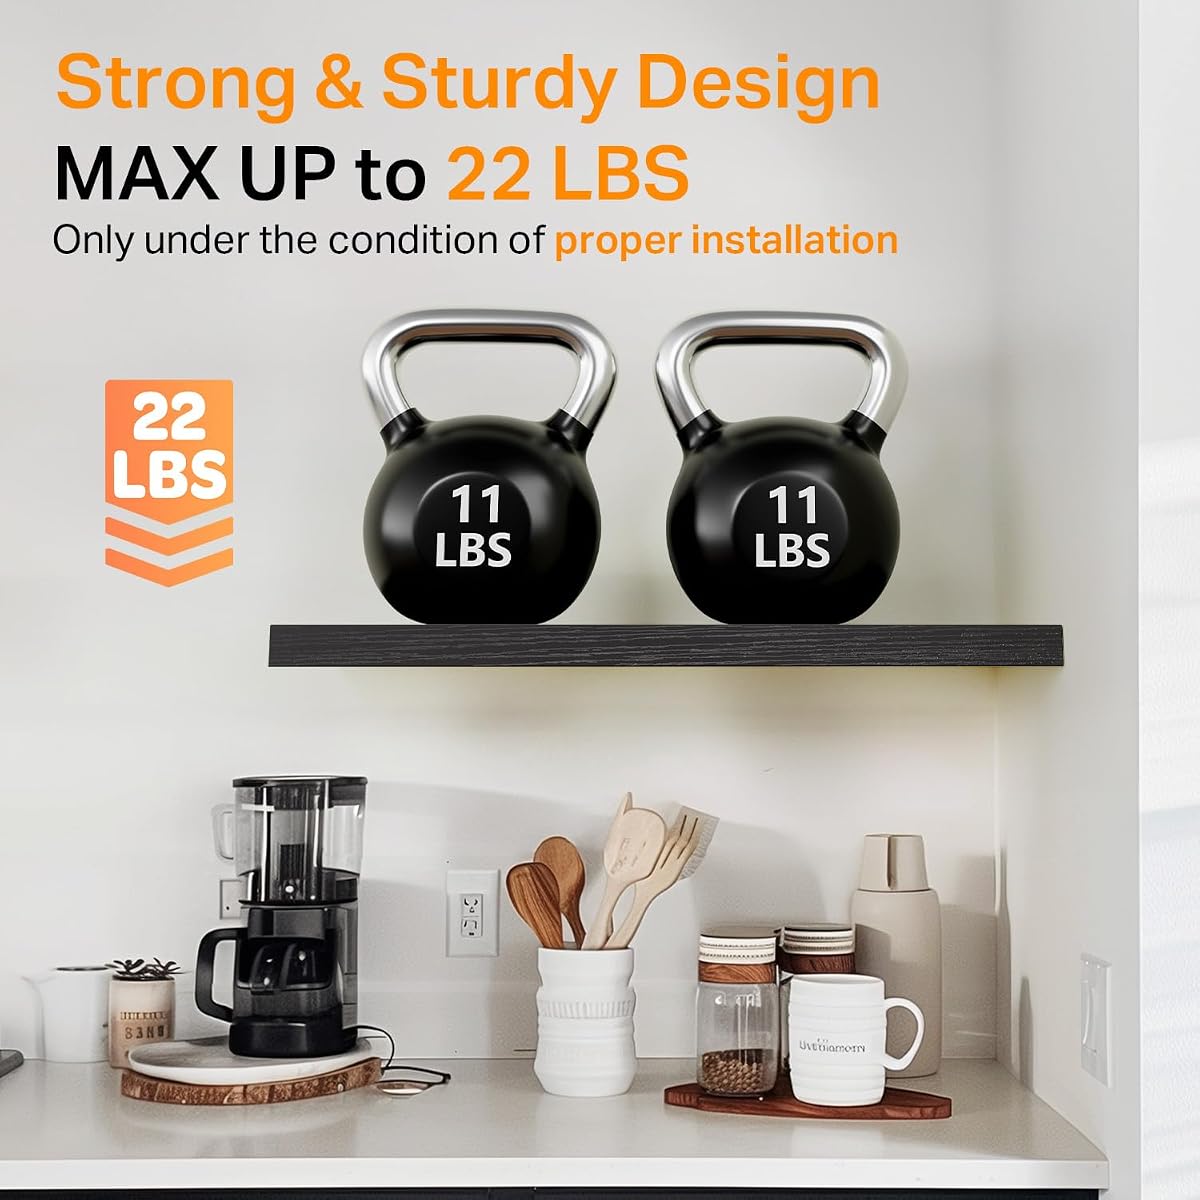 Strong & Sturdy Design
MAX UP to 22 LBS
Only under the condition of proper installation
22
LBS
11
LBS
11
LBS